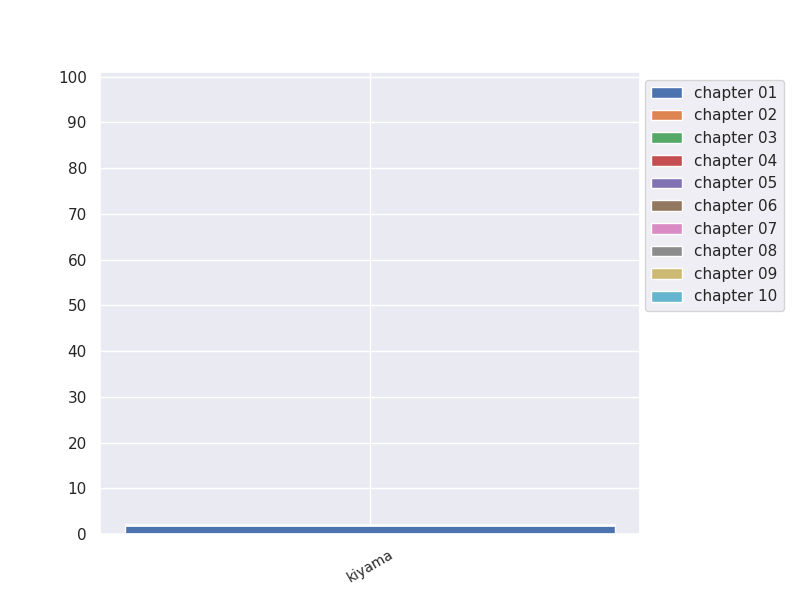 100
90
80
70
60
50
40
30
20
10
0
kiyama
chapter 01
chapter 02
chapter 03
chapter 04
chapter 05
chapter 06
chapter 07
chapter 08
chapter 09
chapter 10